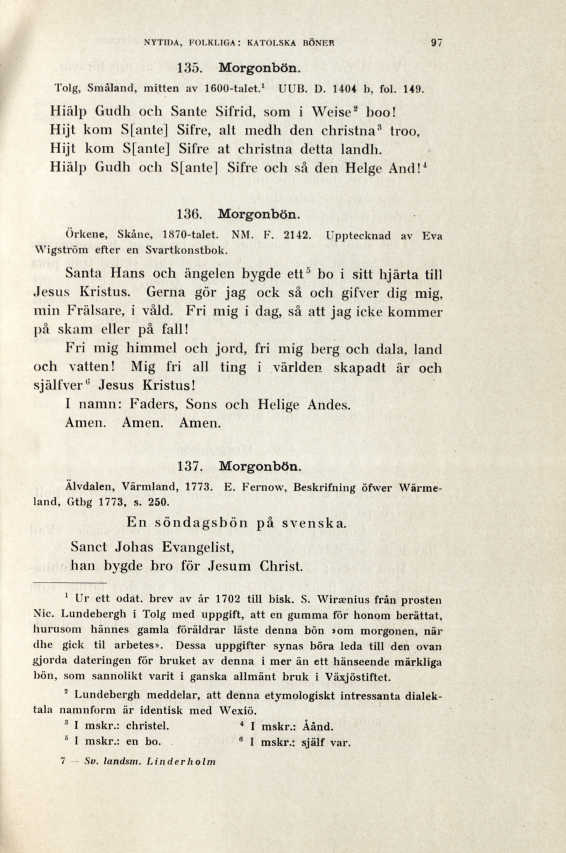 NYTIDA, FOLKLIGA: KATOLSKA BÖNER 97
135. Morgonbön.
Tolg, Småland, mitten av 1600-talet.¹ UUB. D. 1404 b, fol. 149.
Hiälp Gudh och Sante Sifrid, som i Weise² boo!
Hijt kom S[ante] Sifre, alt medh den christna³ troo,
Hijt kom S[ante] Sifre at christna detta landh.
Hiälp Gudh och S[ante] Sifre och så den Helge And!⁴
136. Morgonbön.
Örkene, Skåne, 1870-talet. NM. F. 2142. Upptecknad av Eva
Wigström efter en Svartkonstbok.
Santa Hans och ängelen bygde ett⁵ bo i sitt hjärta till
Jesus Kristus. Gerna gör jag ock så och gifver dig mig,
min Frälsare, i våld. Fri mig i dag, så att jag icke kommer
på skam eller på fall!
Fri mig himmel och jord, fri mig berg och dala, land
och vatten! Mig fri all ting i världen skapadt är och
själfver⁶ Jesus Kristus!
I namn: Faders, Sons och Helige Andes.
Amen. Amen. Amen.
137. Morgonbön.
Älvdalen, Värmland, 1773. E. Fernow, Beskrifning öfwer Wärme-
land, Gtbg 1773, s. 250.
En söndagsbön på svenska.
Sanct Johas Evangelist,
han bygde bro för Jesum Christ.
¹ Ur ett odat. brev av år 1702 till bisk. S. Wirænius från prosten
Nic. Lundebergh i Tolg med uppgift, att en gumma för honom berättat,
hurusom hännes gamla föräldrar läste denna bön »om morgonen, när
dhe gick til arbetes». Dessa uppgifter synas böra leda till den ovan
gjorda dateringen för bruket av denna i mer än ett hänseende märkliga
bön, som sannolikt varit i ganska allmänt bruk i Växjöstiftet.
² Lundebergh meddelar, att denna etymologiskt intressanta dialek-
tala namnform är identisk med Wexiö.
³ I mskr.: christel. ⁴ I mskr.: Åånd.
⁵ I mskr.: en bo. ⁶ I mskr.: själf var.
7 — Sv. landsm. Linderholm